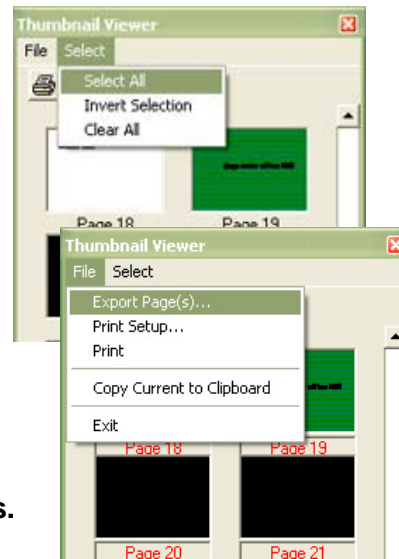 Thumbnail Viewer
File Select
Select All
Invert Selection
Clear All
Page 18 Page 19
Thumbnail Viewer
File Select
Export Page(s)...
Print Setup...
Print
Copy Current to Clipboard
Exit
Page 18 Page 19
Page 20 Page 21
s.